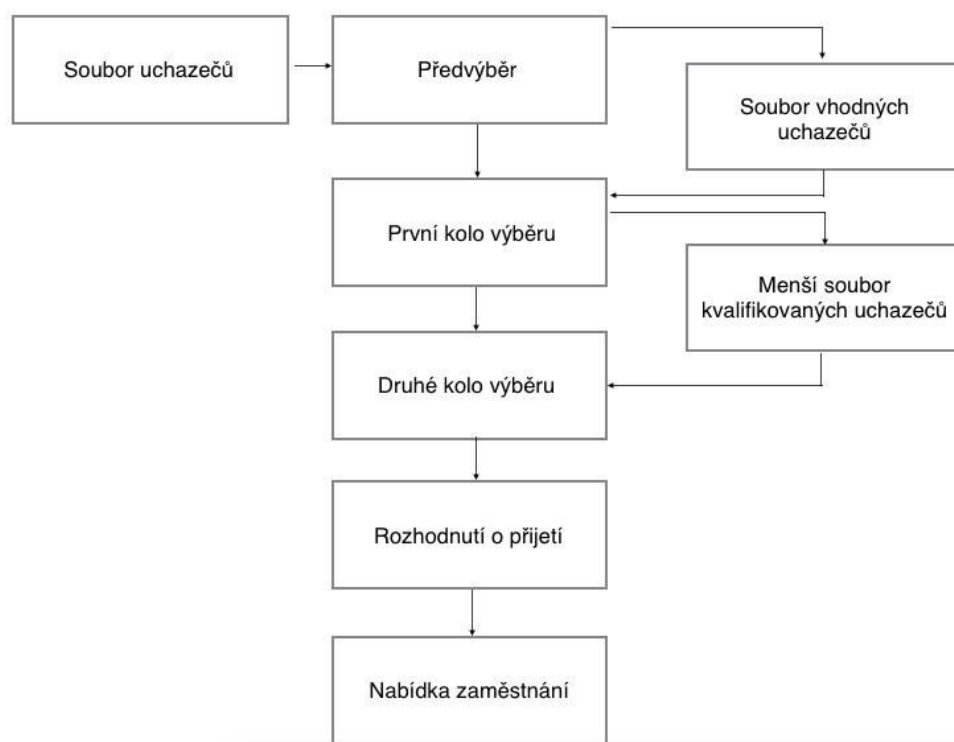 Soubor uchazečů
Předvýběr
Soubor vhodných
uchazečů
První kolo výběru
Menší soubor
kvalifikovaných uchazečů
Druhé kolo výběru
Rozhodnutí o přijetí
Nabídka zaměstnání